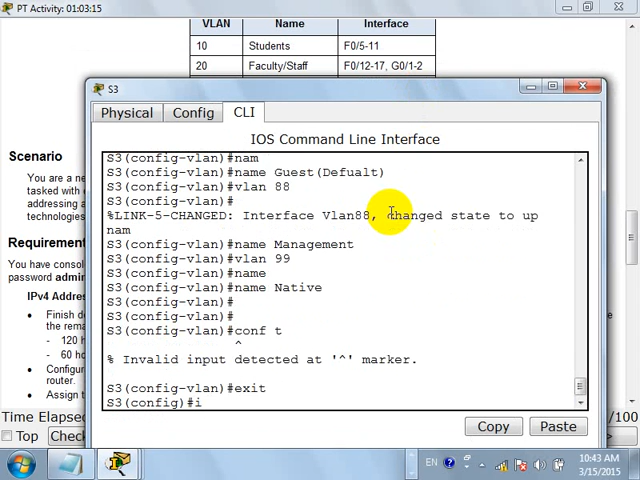 PT Activity: 01:03:15
VLAN Name Interface
10 Students F0/5-11
20 Faculty/Staff F0/12-17, G0/1-2
S3
Physical Config CLI
IOS Command Line Interface
S3(config-vlan)#nam
S3(config-vlan)#name Guest(Defualt)
S3(config-vlan)#vlan 88
S3(config-vlan)#
%LINK-5-CHANGED: Interface Vlan88, changed state to up
nam
S3(config-vlan)#name Management
S3(config-vlan)#vlan 99
S3(config-vlan)#name
S3(config-vlan)#name Native
S3(config-vlan)#
S3(config-vlan)#
S3(config-vlan)#conf t
^
% Invalid input detected at '^' marker.
S3(config-vlan)#exit
S3(config)#i
Copy Paste
Scenario
You are a ne
tasked with
addressing a
technologies
Requirement
You have consol
password admin
IPv4 Addres
• Finish de
the rema
- 120 h
- 60 ho
• Configur
router.
• Assign t
Time Elapsed
/100
Top Check
>
EN
10:43 AM
3/15/2015